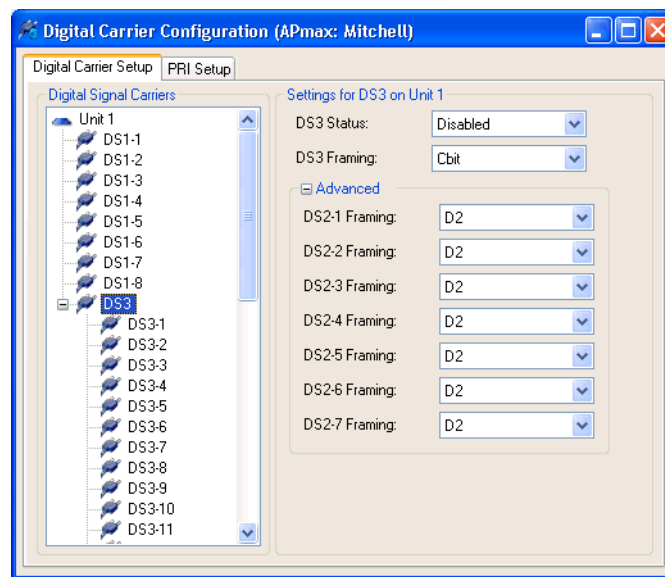 Digital Carrier Configuration (APmax: Mitchell)
Digital Carrier Setup
PRI Setup
Digital Signal Carriers
Unit 1
DS1-1
DS1-2
DS1-3
DS1-4
DS1-5
DS1-6
DS1-7
DS1-8
DS3
DS3-1
DS3-2
DS3-3
DS3-4
DS3-5
DS3-6
DS3-7
DS3-8
DS3-9
DS3-10
DS3-11
Settings for DS3 on Unit 1
DS3 Status: Disabled
DS3 Framing: Cbit
Advanced
DS2-1 Framing: D2
DS2-2 Framing: D2
DS2-3 Framing: D2
DS2-4 Framing: D2
DS2-5 Framing: D2
DS2-6 Framing: D2
DS2-7 Framing: D2